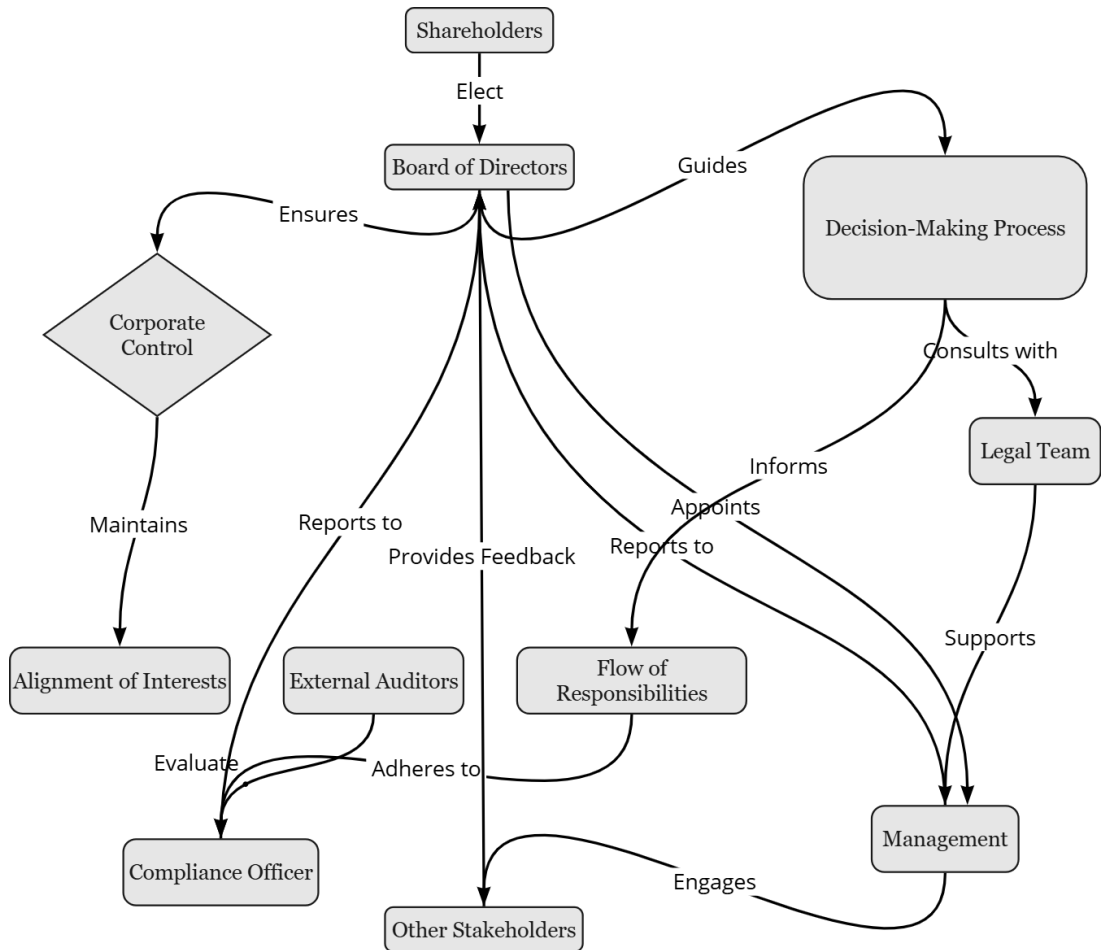 Shareholders
Elect
Board of Directors
Guides
Ensures
Decision-Making Process
Corporate
Control
Consults with
Legal Team
Informs
Appoints
Maintains
Reports to
Provides Feedback
Reports to
Supports
Alignment of Interests
External Auditors
Flow of
Responsibilities
Evaluate
Adheres to
Management
Compliance Officer
Engages
Other Stakeholders